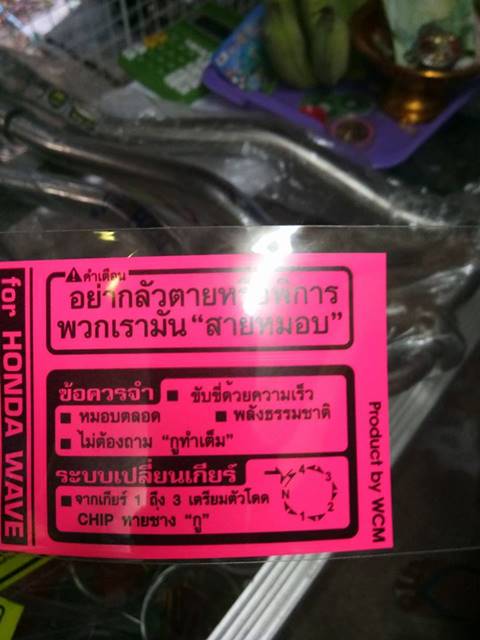 for HONDA WAVE
คำเตือน
อย่ากลัวตายหรือพิการ
พวกเรามัน “สายหมอบ”
ข้อควรจำ ■ ขับขี่ด้วยความเร็ว
■ หมอบตลอด ■ พลังธรรมชาติ
■ ไม่ต้องถาม “กูทำเต็ม”
ระบบเปลี่ยนเกียร์
■ จากเกียร์ 1 ถึง 3 เตรียมตัวโดด
CHIP หายช่าง “กู”
N 1 2 3 4
Product by WCM